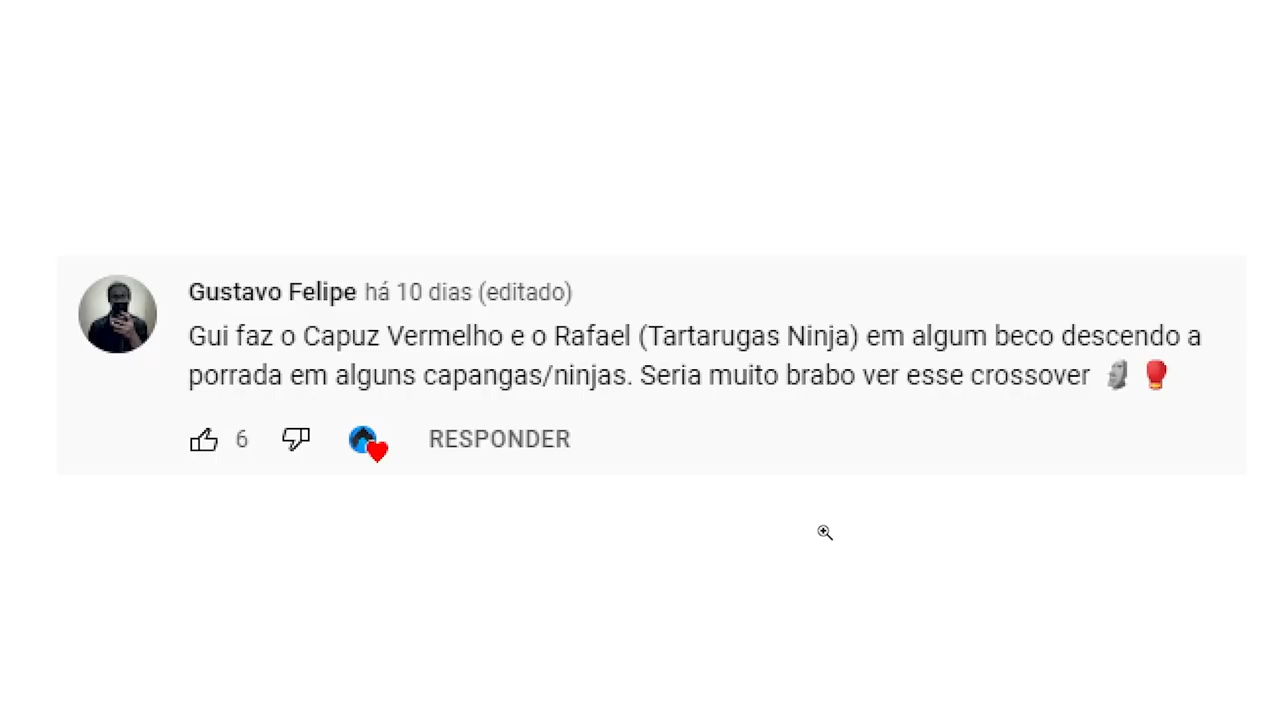 Gustavo Felipe há 10 dias (editado)
Gui faz o Capuz Vermelho e o Rafael (Tartarugas Ninja) em algum beco descendo a
porrada em alguns capangas/ninjas. Seria muito brabo ver esse crossover 🗿 🥊
6 RESPONDER